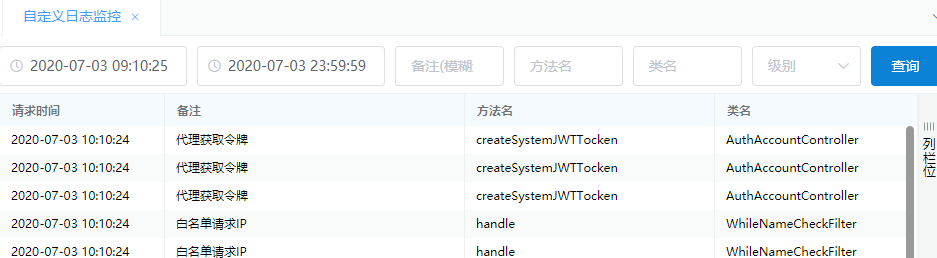 自定义日志监控 ×
2020-07-03 09:10:25 2020-07-03 23:59:59 备注(模糊 方法名 类名 级别 查询
请求时间 备注 方法名 类名
2020-07-03 10:10:24 代理获取令牌 createSystemJWTTocken AuthAccountController
2020-07-03 10:10:24 代理获取令牌 createSystemJWTTocken AuthAccountController
2020-07-03 10:10:24 代理获取令牌 createSystemJWTTocken AuthAccountController
2020-07-03 10:10:24 白名单请求IP handle WhileNameCheckFilter
2020-07-03 10:10:24 白名单请求IP handle WhileNameCheckFilter
列栏位